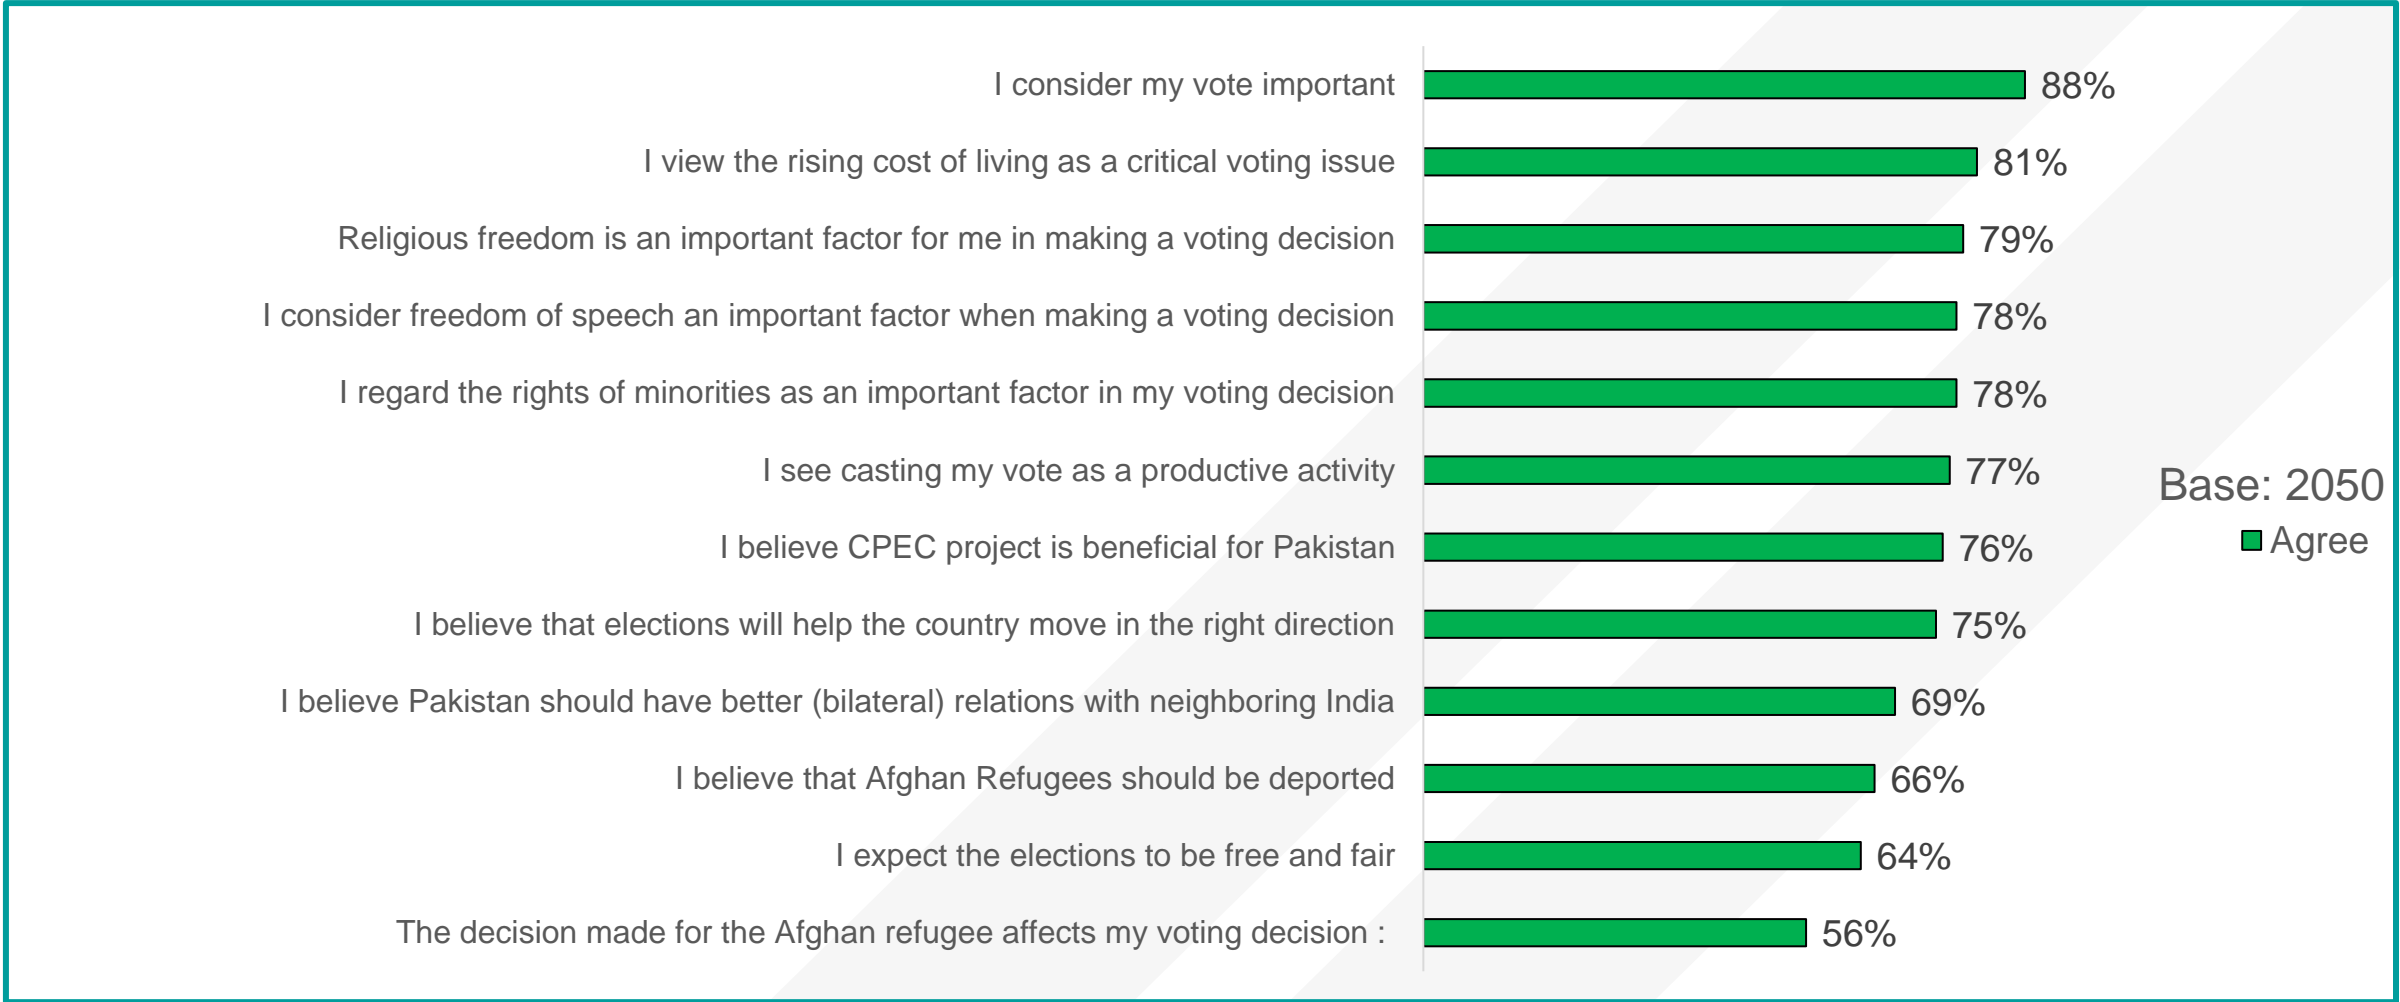 I consider my vote important 88%
I view the rising cost of living as a critical voting issue 81%
Religious freedom is an important factor for me in making a voting decision 79%
I consider freedom of speech an important factor when making a voting decision 78%
I regard the rights of minorities as an important factor in my voting decision 78%
I see casting my vote as a productive activity 77%
I believe CPEC project is beneficial for Pakistan 76%
I believe that elections will help the country move in the right direction 75%
I believe Pakistan should have better (bilateral) relations with neighboring India 69%
I believe that Afghan Refugees should be deported 66%
I expect the elections to be free and fair 64%
The decision made for the Afghan refugee affects my voting decision : 56%
Base: 2050
Agree